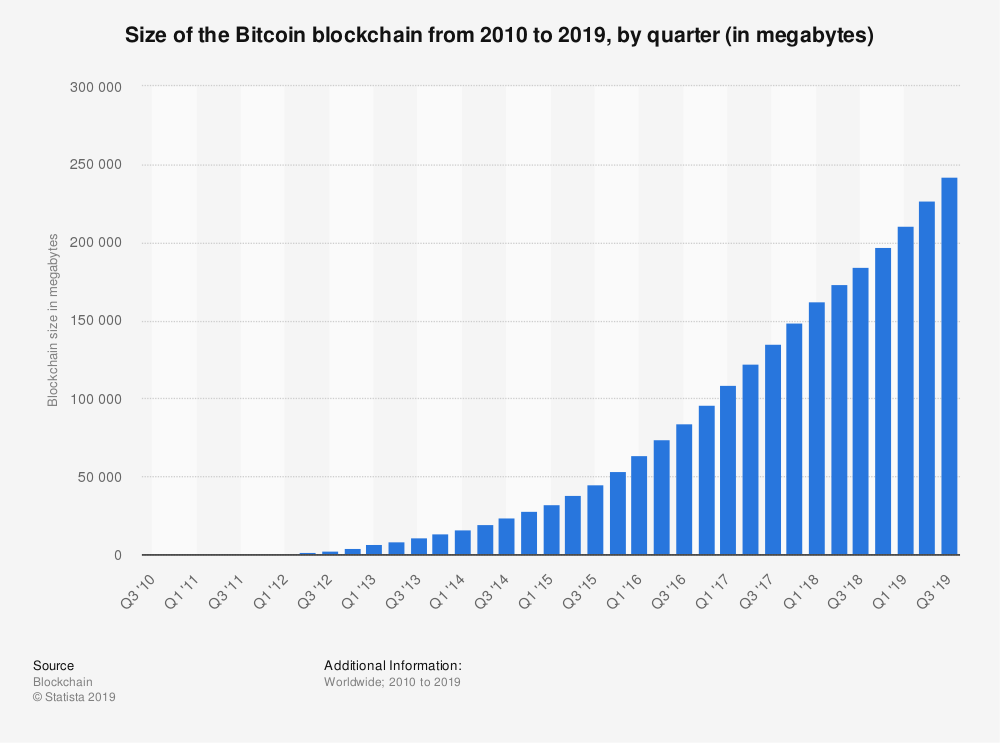 Size of the Bitcoin blockchain from 2010 to 2019, by quarter (in megabytes)
Blockchain size in megabytes
300 000
250 000
200 000
150 000
100 000
50 000
0
Q3 '10
Q1 '11
Q3 '11
Q1 '12
Q3 '12
Q1 '13
Q3 '13
Q1 '14
Q3 '14
Q1 '15
Q3 '15
Q1 '16
Q3 '16
Q1 '17
Q3 '17
Q1 '18
Q3 '18
Q1 '19
Q3 '19
Source
Blockchain
© Statista 2019
Additional Information:
Worldwide; 2010 to 2019